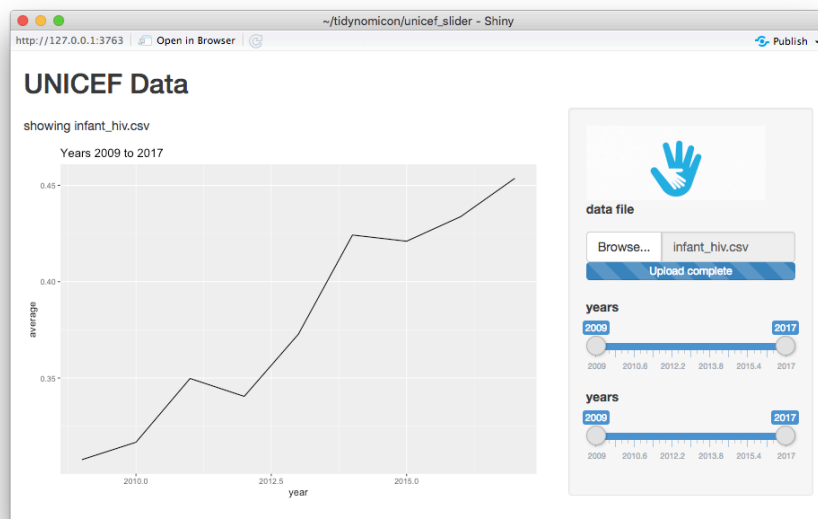 ~/tidynomicon/unicef_slider - Shiny
http://127.0.0.1:3763 Open in Browser Publish
UNICEF Data
showing infant_hiv.csv
Years 2009 to 2017
0.45
0.40
0.35
average
2010.0 2012.5 2015.0
year
data file
Browse... infant_hiv.csv
Upload complete
years
2009 2017
2009 2010.6 2012.2 2013.8 2015.4 2017
years
2009 2017
2009 2010.6 2012.2 2013.8 2015.4 2017